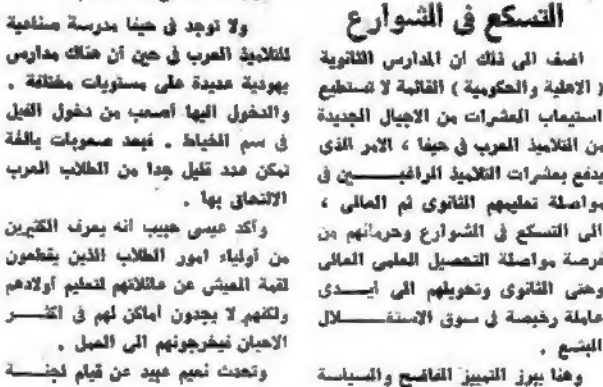 التسكع في الشوارع
اضف الى ذلك ان المدارس الثانوية
( الاهلية والحكومية ) القائمة لا تستطيع
استيعاب العشرات من الاجيال الجديدة
من التلاميذ العرب في حيفا ، الامر الذي
يدفع بعشرات التلاميذ الراغبين في
مواصلة تعليمهم الثانوي ثم العالي ،
الى التسكع في الشوارع وحرمانهم من
فرصة مواصلة التحصيل العلمي العالي
وحتى الثانوي وتحويلهم الى ايدى
عاملة رخيصة في سوق الاستغلال
البشع .
وهنا يبرز التمييز الفاضح والسياسة
ولا توجد في حيفا مدرسة صناعية
للتلاميذ العرب في حين أن هناك مدارس
يهودية عديدة على مستويات مختلفة .
والدخول اليها أصعب من دخول الفيل
في سم الخياط . فبعد صعوبات بالغة
تمكن عدد قليل جدا من الطلاب العرب
الالتحاق بها .
وأكد عيسى حبيب أنه يعرف الكثيرين
من أولياء امور الطلاب الذين يقطعون
لقمة العيش عن عائلاتهم لتعليم أولادهم
ولكنهم لا يجدون أماكن لهم في اكثر
الاحيان فيخرجونهم الى العمل .
وتحدث نعيم عبيد عن قيام لجنة